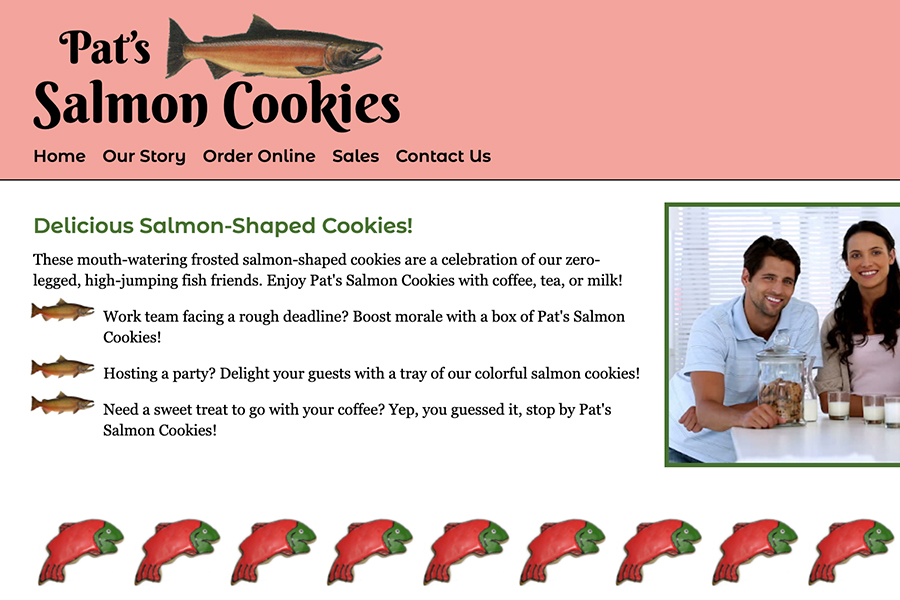 Pat's
Salmon Cookies
Home Our Story Order Online Sales Contact Us
Delicious Salmon-Shaped Cookies!
These mouth-watering frosted salmon-shaped cookies are a celebration of our zero-
legged, high-jumping fish friends. Enjoy Pat's Salmon Cookies with coffee, tea, or milk!
Work team facing a rough deadline? Boost morale with a box of Pat's Salmon
Cookies!
Hosting a party? Delight your guests with a tray of our colorful salmon cookies!
Need a sweet treat to go with your coffee? Yep, you guessed it, stop by Pat's
Salmon Cookies!